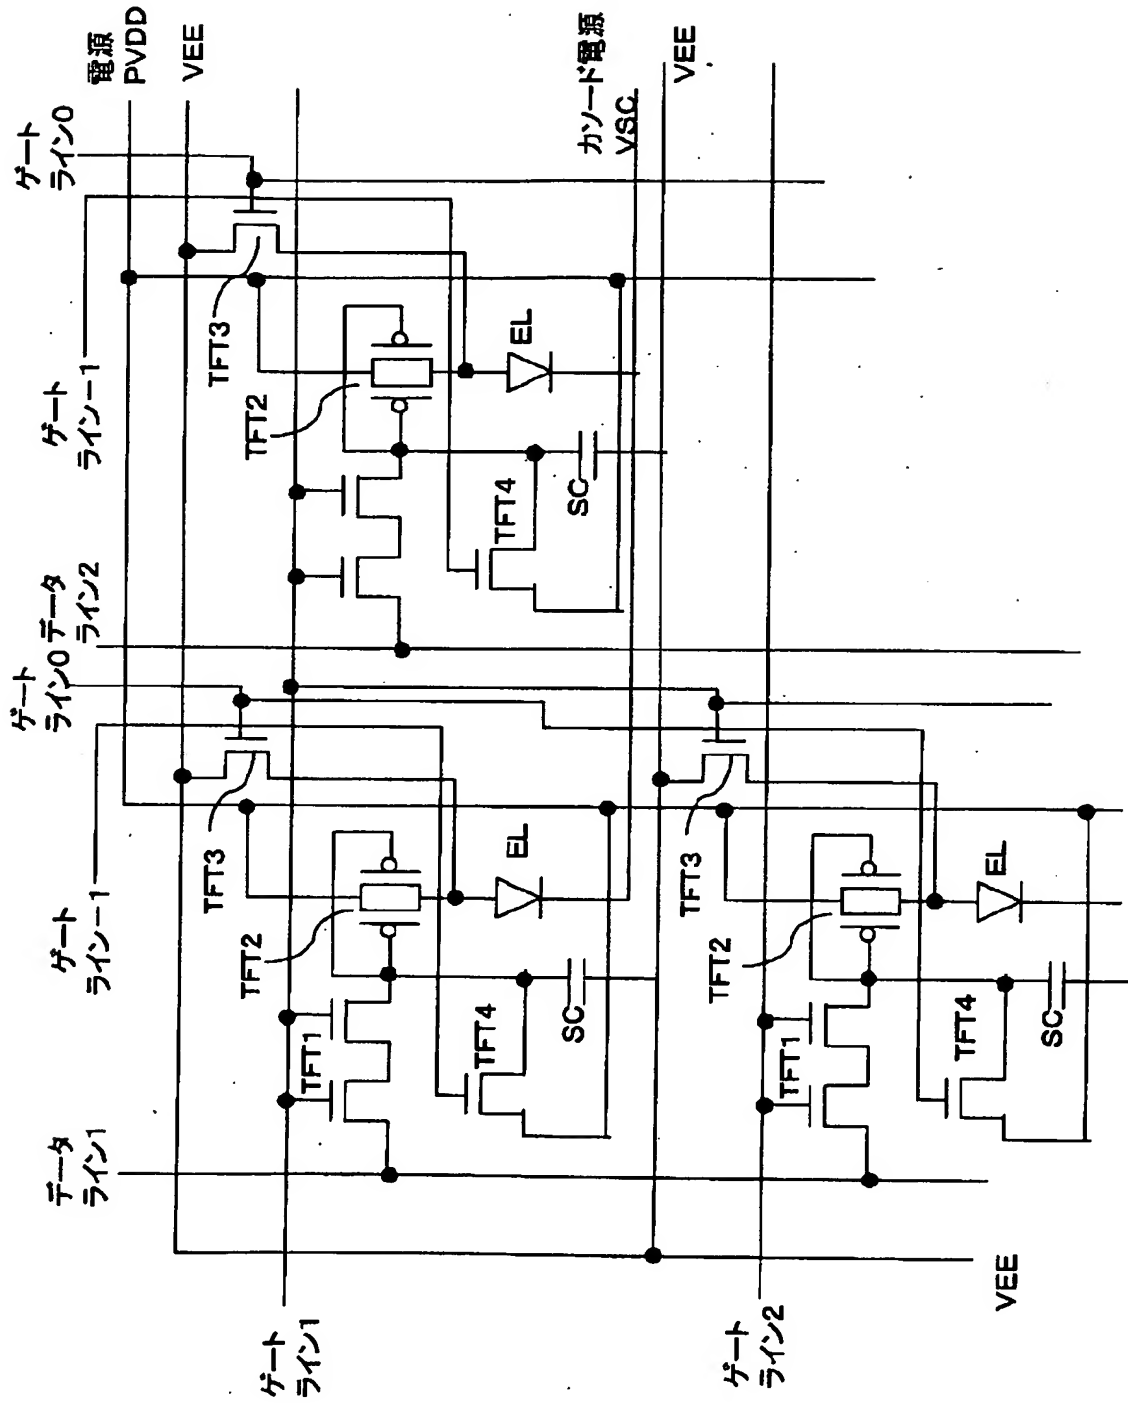 ゲート
ライン1
ゲート
ライン2
データ
ライン1
ゲート
ライン−1
ゲート
ライン0
データ
ライン2
ゲート
ライン−1
ゲート
ライン0
電源
PVDD
VEE
カソード電源
VSC
VEE
VEE
TFT1
TFT2
TFT3
TFT4
SC
EL
TFT2
TFT3
TFT4
SC
EL
TFT1
TFT2
TFT3
TFT4
SC
EL